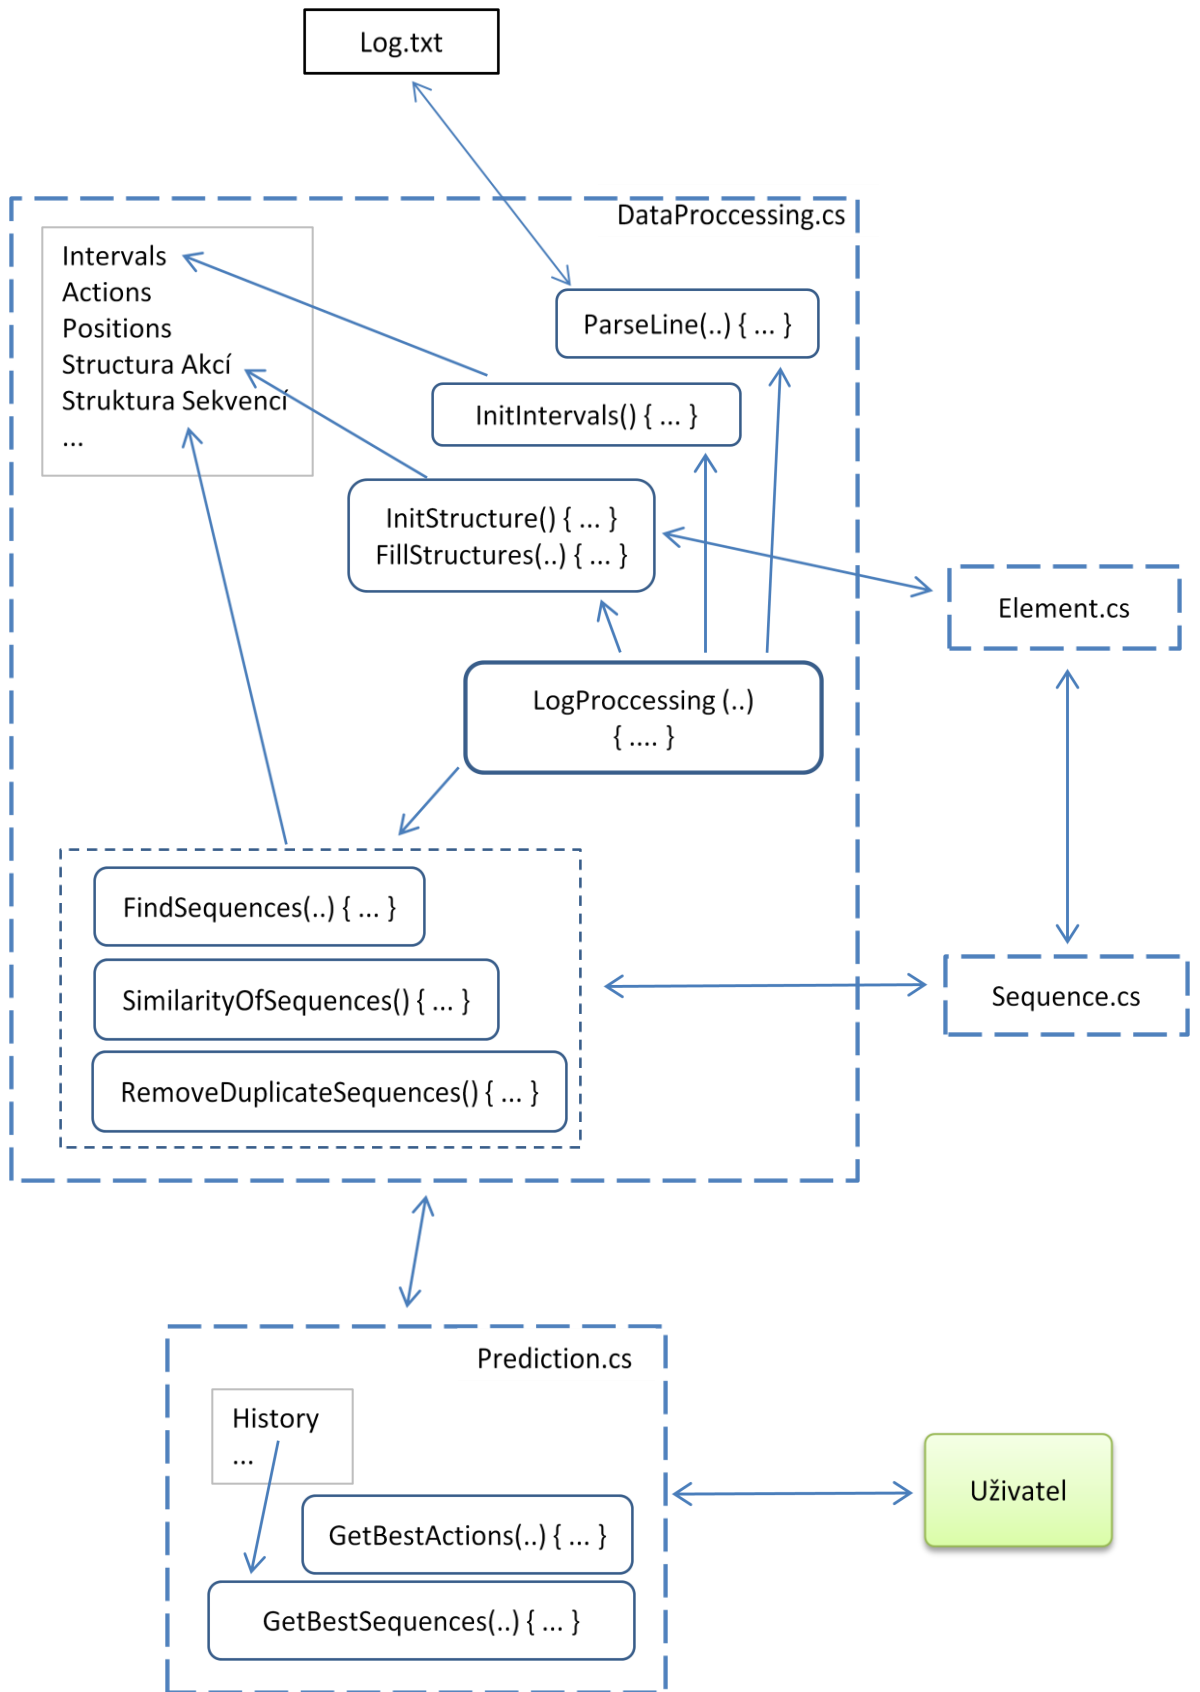 Log.txt
DataProccessing.cs
Intervals
Actions
Positions
Structura Akcí
Struktura Sekvencí
...
ParseLine(..) { ... }
InitIntervals() { ... }
InitStructure() { ... }
FillStructures(..) { ... }
Element.cs
LogProccessing (..)
{ .... }
FindSequences(..) { ... }
SimilarityOfSequences() { ... }
Sequence.cs
RemoveDuplicateSequences() { ... }
Prediction.cs
History
...
Uživatel
GetBestActions(..) { ... }
GetBestSequences(..) { ... }